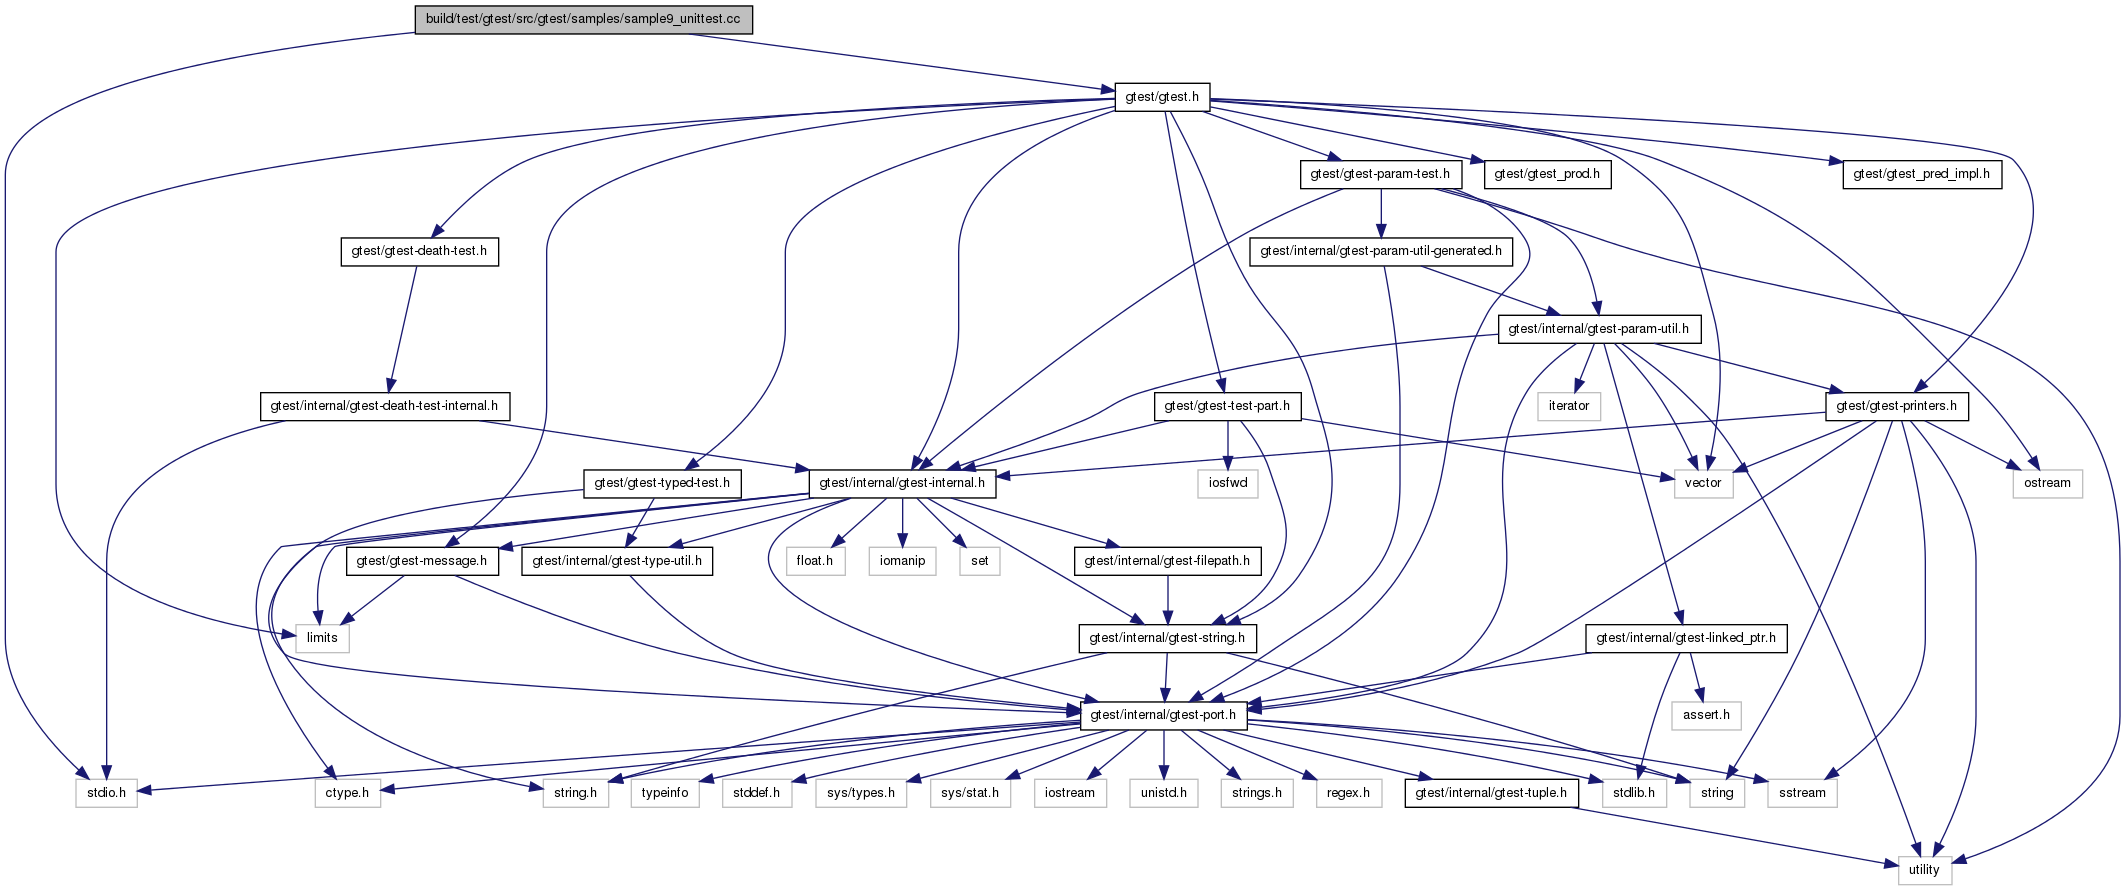 build/test/gtest/src/gtest/samples/sample9_unittest.cc
gtest/gtest.h
gtest/gtest-param-test.h
gtest/gtest_prod.h
gtest/gtest_pred_impl.h
gtest/gtest-death-test.h
gtest/internal/gtest-param-util-generated.h
gtest/internal/gtest-param-util.h
gtest/internal/gtest-death-test-internal.h
gtest/gtest-test-part.h
iterator
gtest/gtest-printers.h
gtest/gtest-typed-test.h
gtest/internal/gtest-internal.h
iosfwd
vector
ostream
gtest/gtest-message.h
gtest/internal/gtest-type-util.h
float.h
iomanip
set
gtest/internal/gtest-filepath.h
limits
gtest/internal/gtest-string.h
gtest/internal/gtest-linked_ptr.h
gtest/internal/gtest-port.h
assert.h
stdio.h
ctype.h
string.h
typeinfo
stddef.h
sys/types.h
sys/stat.h
iostream
unistd.h
strings.h
regex.h
gtest/internal/gtest-tuple.h
stdlib.h
string
sstream
utility